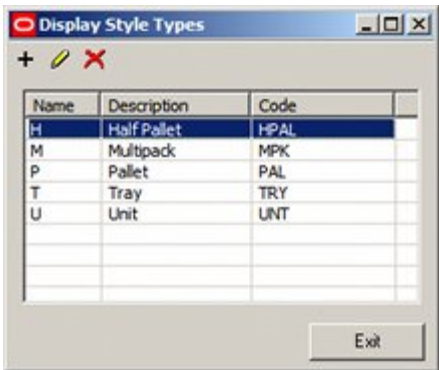 Display Style Types
Name Description Code
H Half Pallet HPAL
M Multipack MPK
P Pallet PAL
T Tray TRY
U Unit UNT
Exit